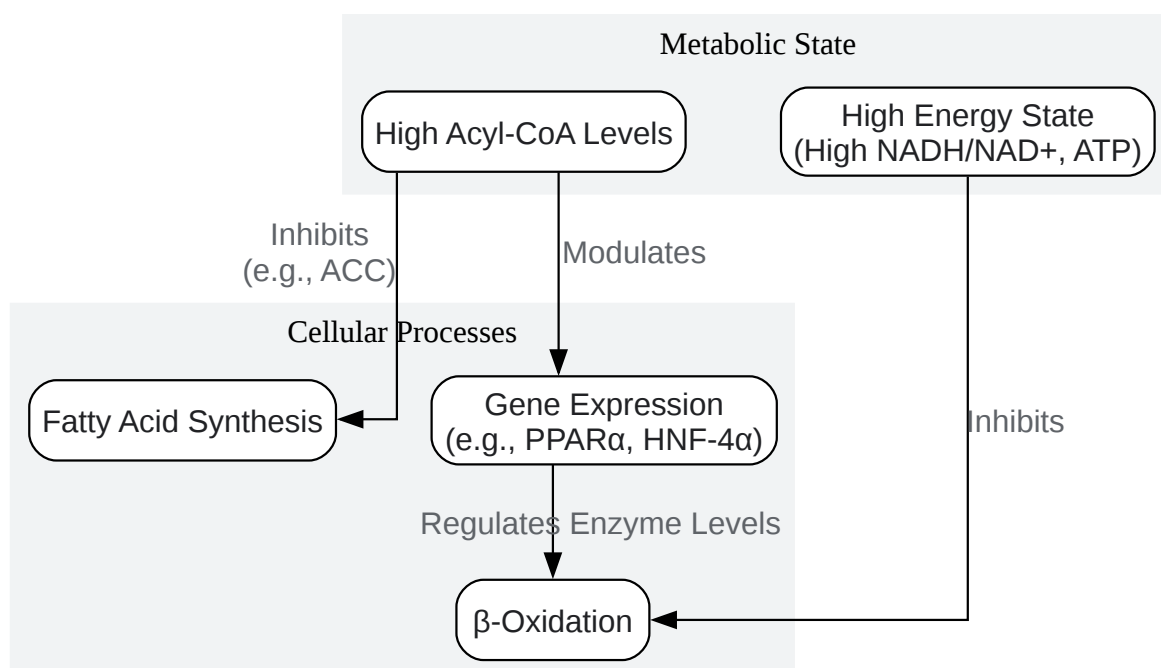 Metabolic State
High Acyl-CoA Levels
High Energy State
(High NADH/NAD+, ATP)
Inhibits
(e.g., ACC)
Modulates
Cellular Processes
Fatty Acid Synthesis
Gene Expression
(e.g., PPARα, HNF-4α)
Inhibits
Regulates Enzyme Levels
β-Oxidation